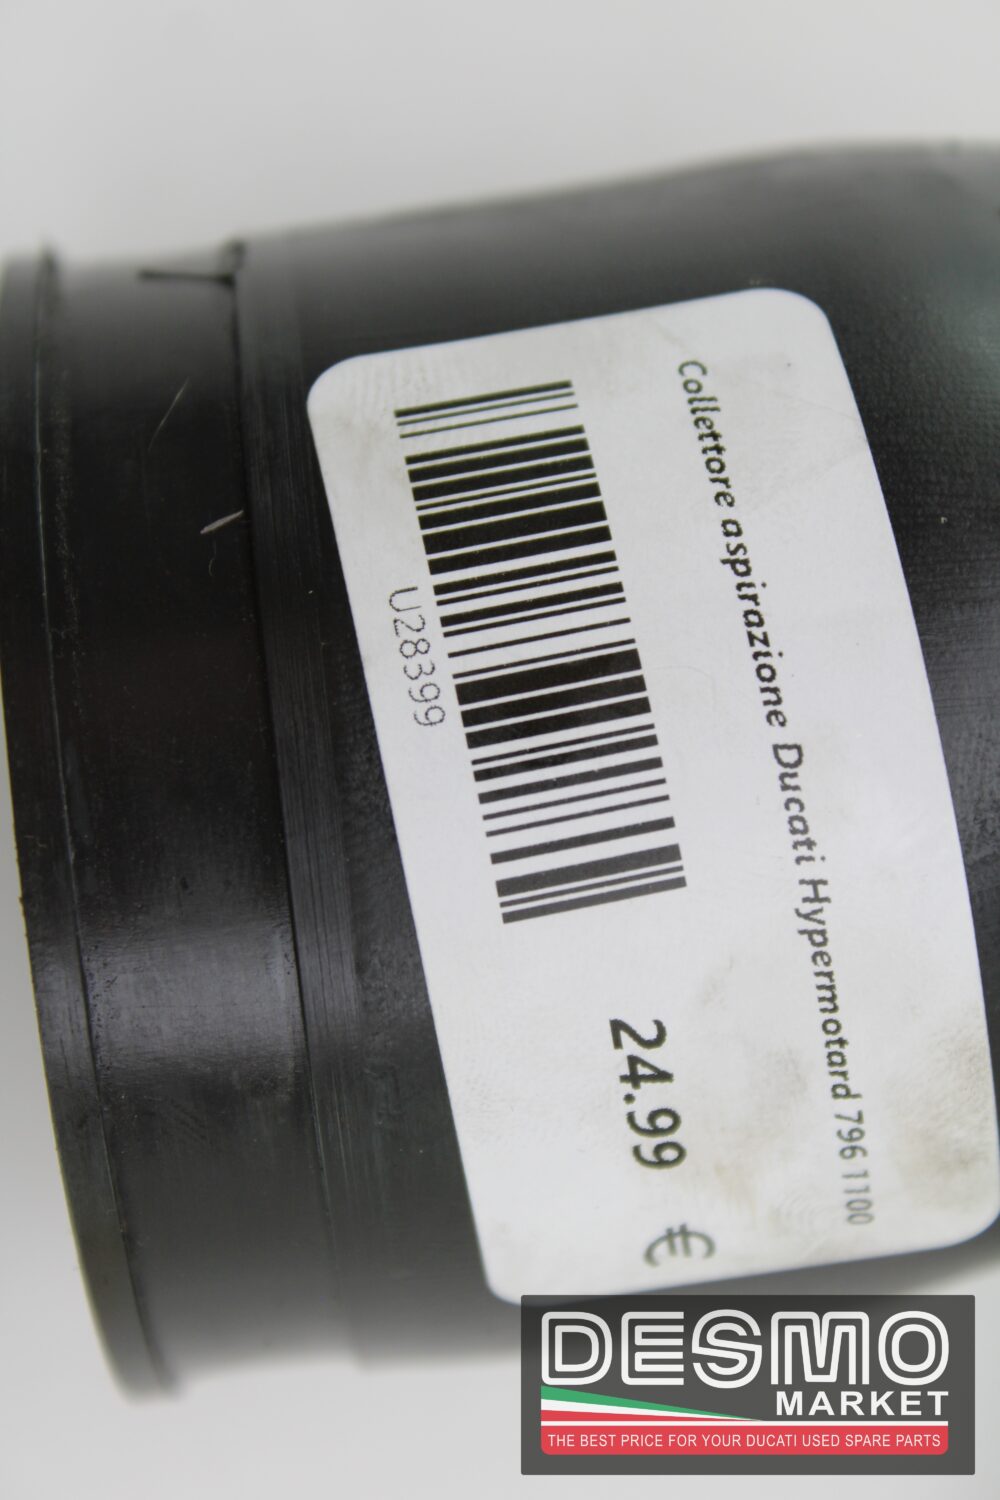 Collettore aspirazione Ducati Hypermotard 796 1100
U28399
24.99 €
DESMO
MARKET
THE BEST PRICE FOR YOUR DUCATI USED SPARE PARTS